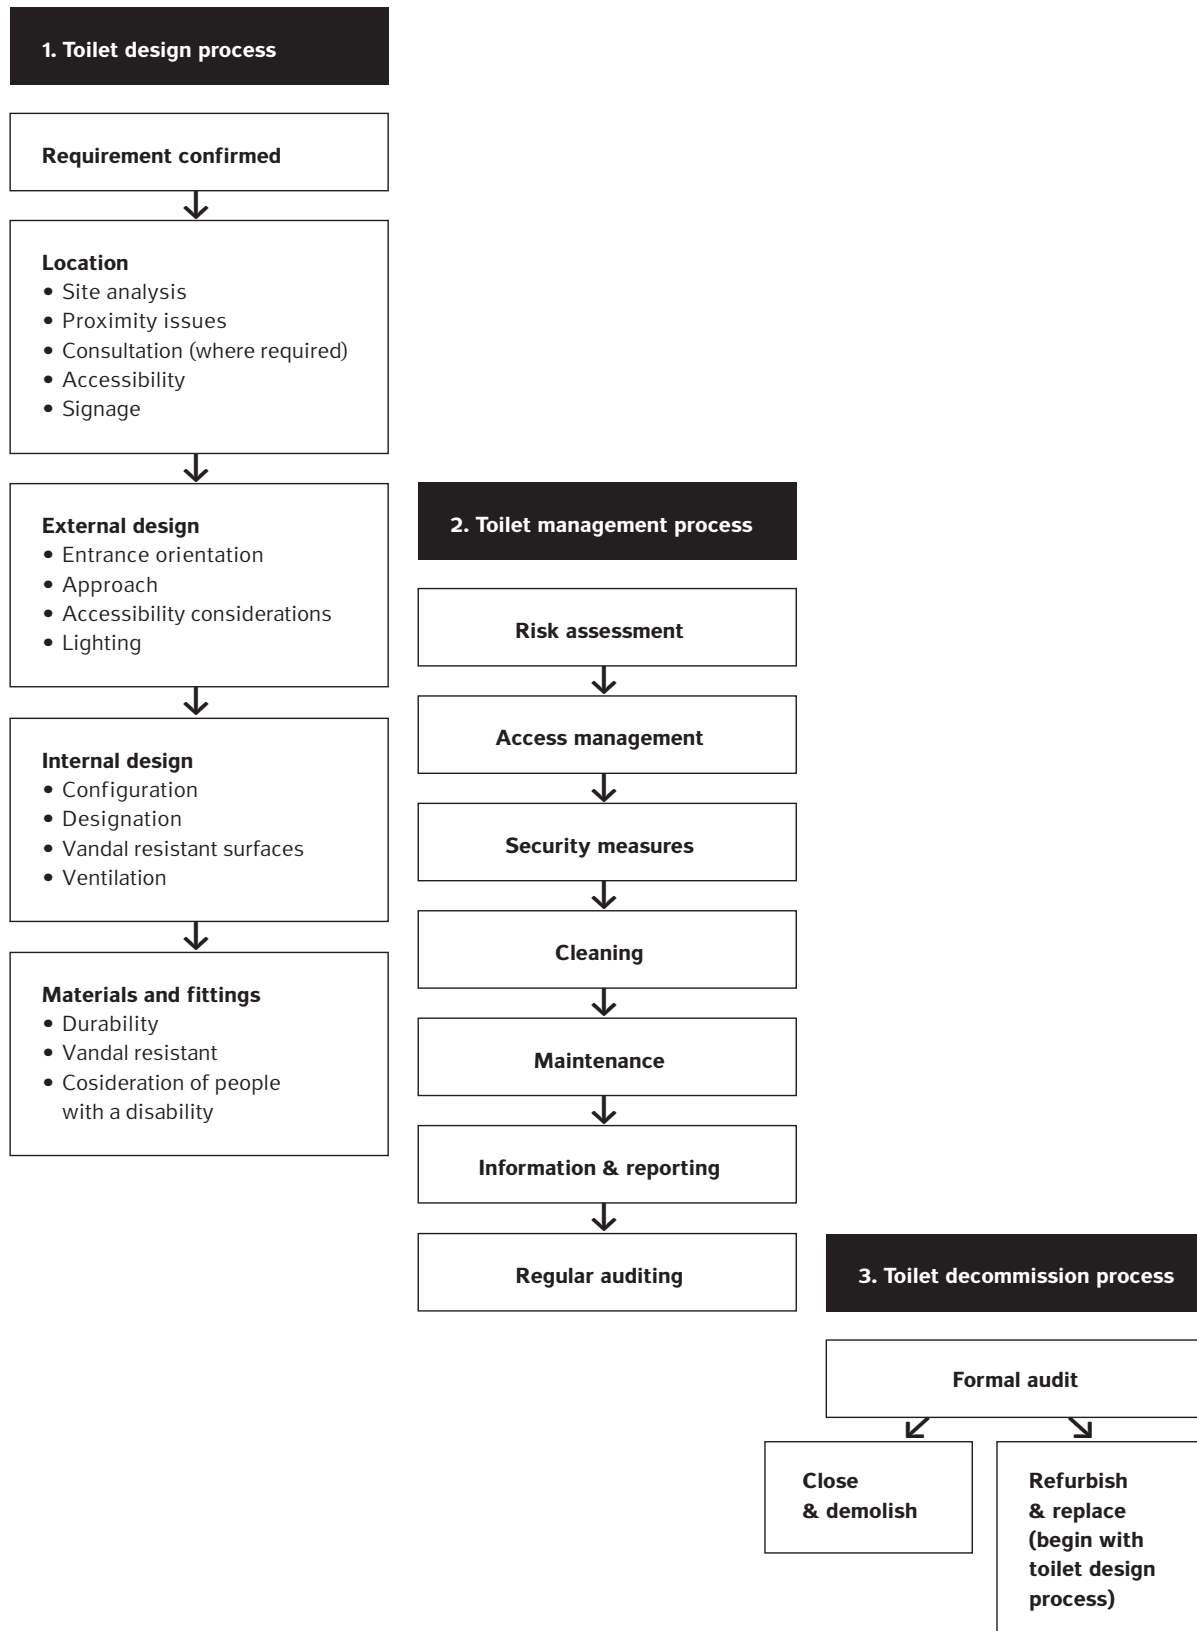 1. Toilet design process
Requirement confirmed
Location
• Site analysis
• Proximity issues
• Consultation (where required)
• Accessibility
• Signage
External design
• Entrance orientation
• Approach
• Accessibility considerations
• Lighting
Internal design
• Configuration
• Designation
• Vandal resistant surfaces
• Ventilation
Materials and fittings
• Durability
• Vandal resistant
• Cosideration of people
with a disability
2. Toilet management process
Risk assessment
Access management
Security measures
Cleaning
Maintenance
Information & reporting
Regular auditing
3. Toilet decommission process
Formal audit
Close
& demolish
Refurbish
& replace
(begin with
toilet design
process)